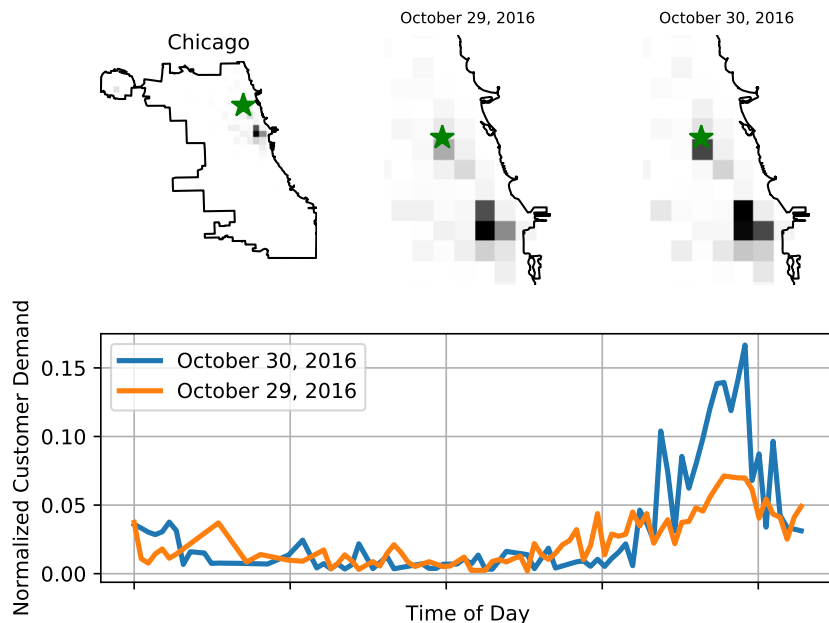 Chicago
October 29, 2016
October 30, 2016
Normalized Customer Demand
0.15
0.10
0.05
0.00
October 30, 2016
October 29, 2016
Time of Day